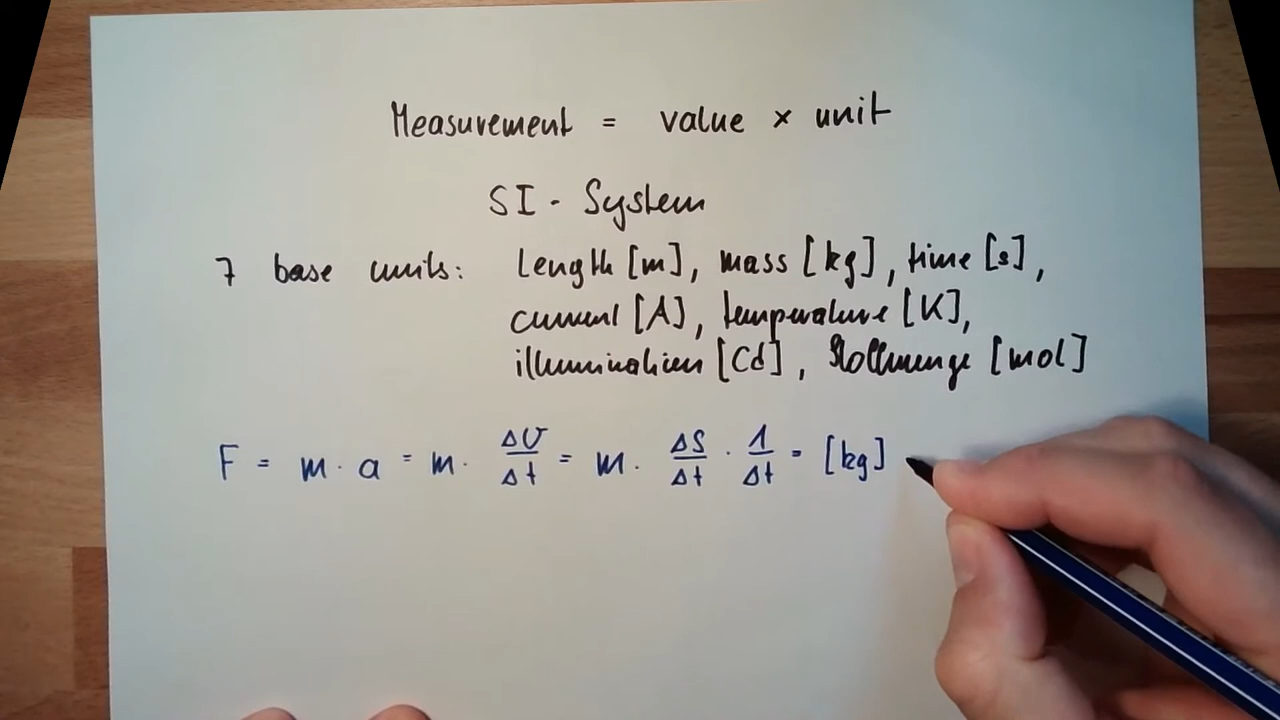 Measurement = value × unit
SI - System
7 base units: Length [m], mass [kg], time [s],
current [A], temperature [K],
illumination [Cd], Stoffmenge [mol]
F = m · a = m · ΔU/Δt = m · ΔS/Δt · 1/Δt = [kg]